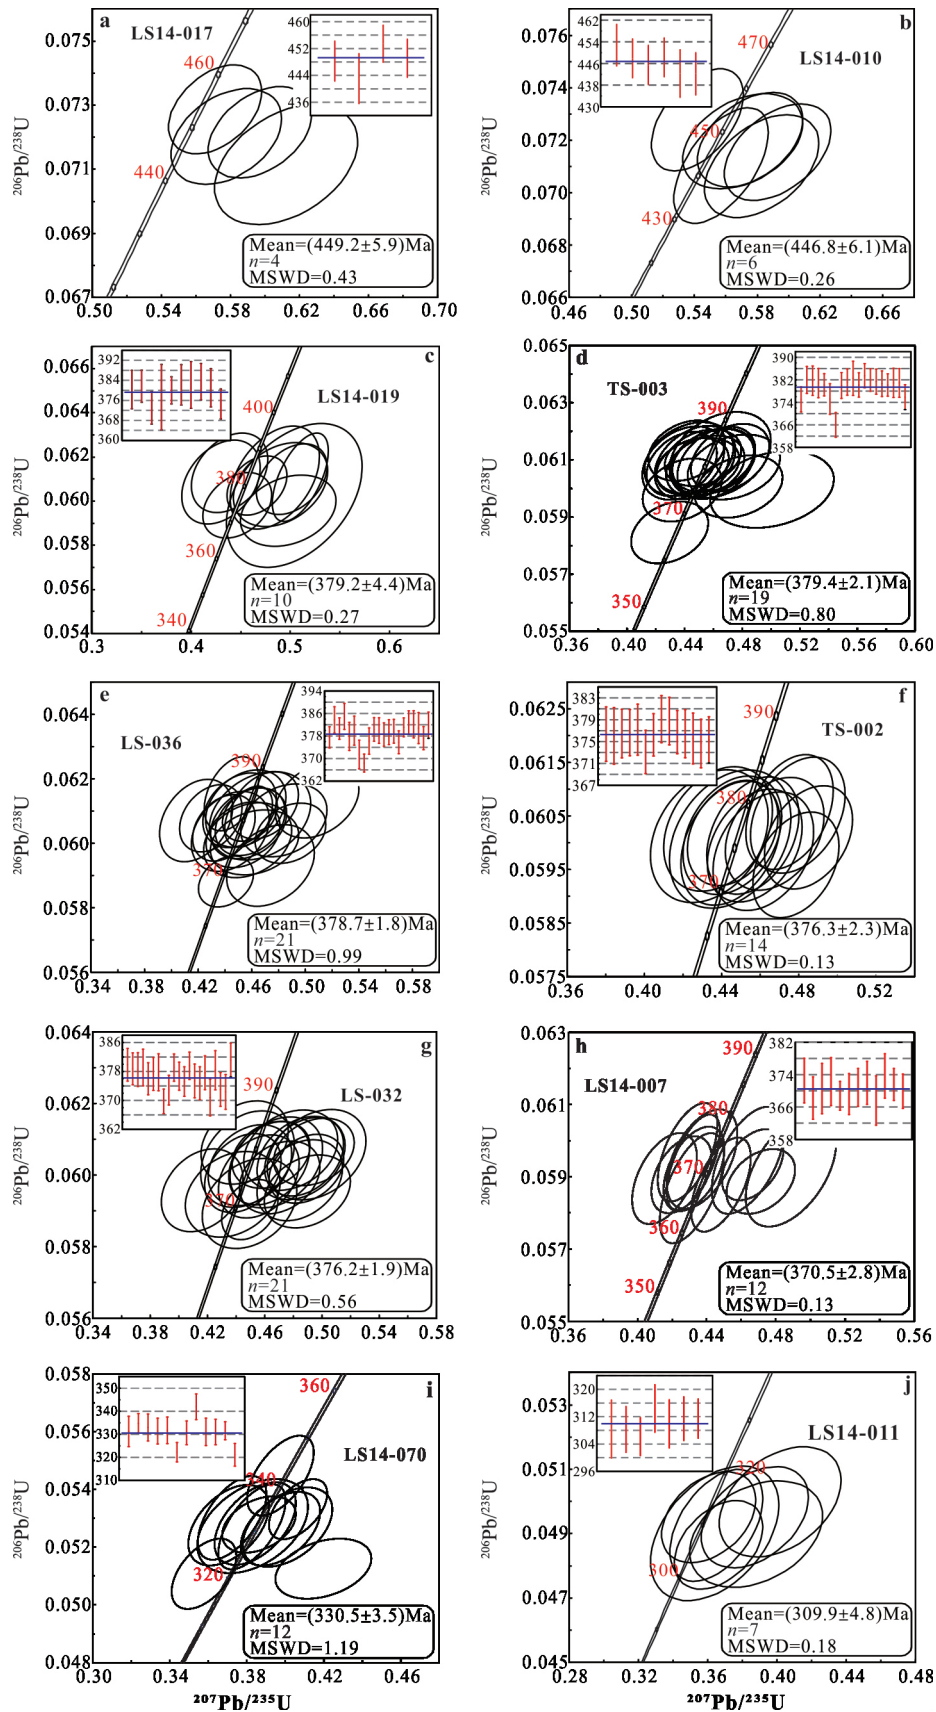 a
LS14-017
460
440
460
452
444
436
0.075
0.073
0.071
0.069
0.067
206Pb/238U
Mean=(449.2±5.9)Ma
n=4
MSWD=0.43
0.50 0.54 0.58 0.62 0.66 0.70
b
LS14-010
470
450
430
462
454
446
438
430
0.076
0.074
0.072
0.070
0.068
0.066
206Pb/238U
Mean=(446.8±6.1)Ma
n=6
MSWD=0.26
0.46 0.50 0.54 0.58 0.62 0.66
c
LS14-019
400
380
360
340
392
384
376
368
360
0.066
0.064
0.062
0.060
0.058
0.056
0.054
206Pb/238U
Mean=(379.2±4.4)Ma
n=10
MSWD=0.27
0.3 0.4 0.5 0.6
d
TS-003
390
370
350
390
382
374
366
358
0.065
0.063
0.061
0.059
0.057
0.055
206Pb/238U
Mean=(379.4±2.1)Ma
n=19
MSWD=0.80
0.36 0.40 0.44 0.48 0.52 0.56 0.60
e
LS-036
390
370
394
386
378
370
362
0.064
0.062
0.060
0.058
0.056
206Pb/238U
Mean=(378.7±1.8)Ma
n=21
MSWD=0.99
0.34 0.38 0.42 0.46 0.50 0.54 0.58
f
TS-002
390
380
370
383
379
375
371
367
0.0625
0.0615
0.0605
0.0595
0.0585
0.0575
206Pb/238U
Mean=(376.3±2.3)Ma
n=14
MSWD=0.13
0.36 0.40 0.44 0.48 0.52
g
LS-032
390
370
386
378
370
362
0.064
0.062
0.060
0.058
0.056
206Pb/238U
Mean=(376.2±1.9)Ma
n=21
MSWD=0.56
0.34 0.38 0.42 0.46 0.50 0.54 0.58
h
LS14-007
390
380
370
360
350
382
374
366
358
0.063
0.061
0.059
0.057
0.055
206Pb/238U
Mean=(370.5±2.8)Ma
n=12
MSWD=0.13
0.36 0.40 0.44 0.48 0.52 0.56
i
LS14-070
360
340
320
350
340
330
320
310
0.058
0.056
0.054
0.052
0.050
0.048
206Pb/238U
Mean=(330.5±3.5)Ma
n=12
MSWD=1.19
0.30 0.34 0.38 0.42 0.46
207Pb/235U
j
LS14-011
320
300
320
312
304
296
0.053
0.051
0.049
0.047
0.045
206Pb/238U
Mean=(309.9±4.8)Ma
n=7
MSWD=0.18
0.28 0.32 0.36 0.40 0.44 0.48
207Pb/235U